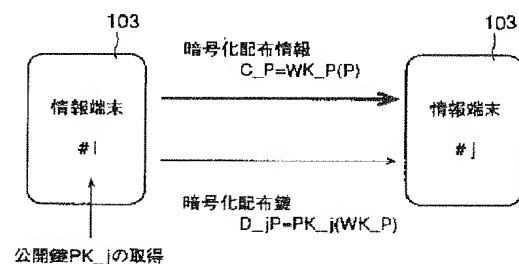 103
103
暗号化配布情報
C_P=WK_P(P)
情報端末
#i
情報端末
#j
暗号化配布鍵
D_jP=PK_j(WK_P)
公開鍵PK_jの取得